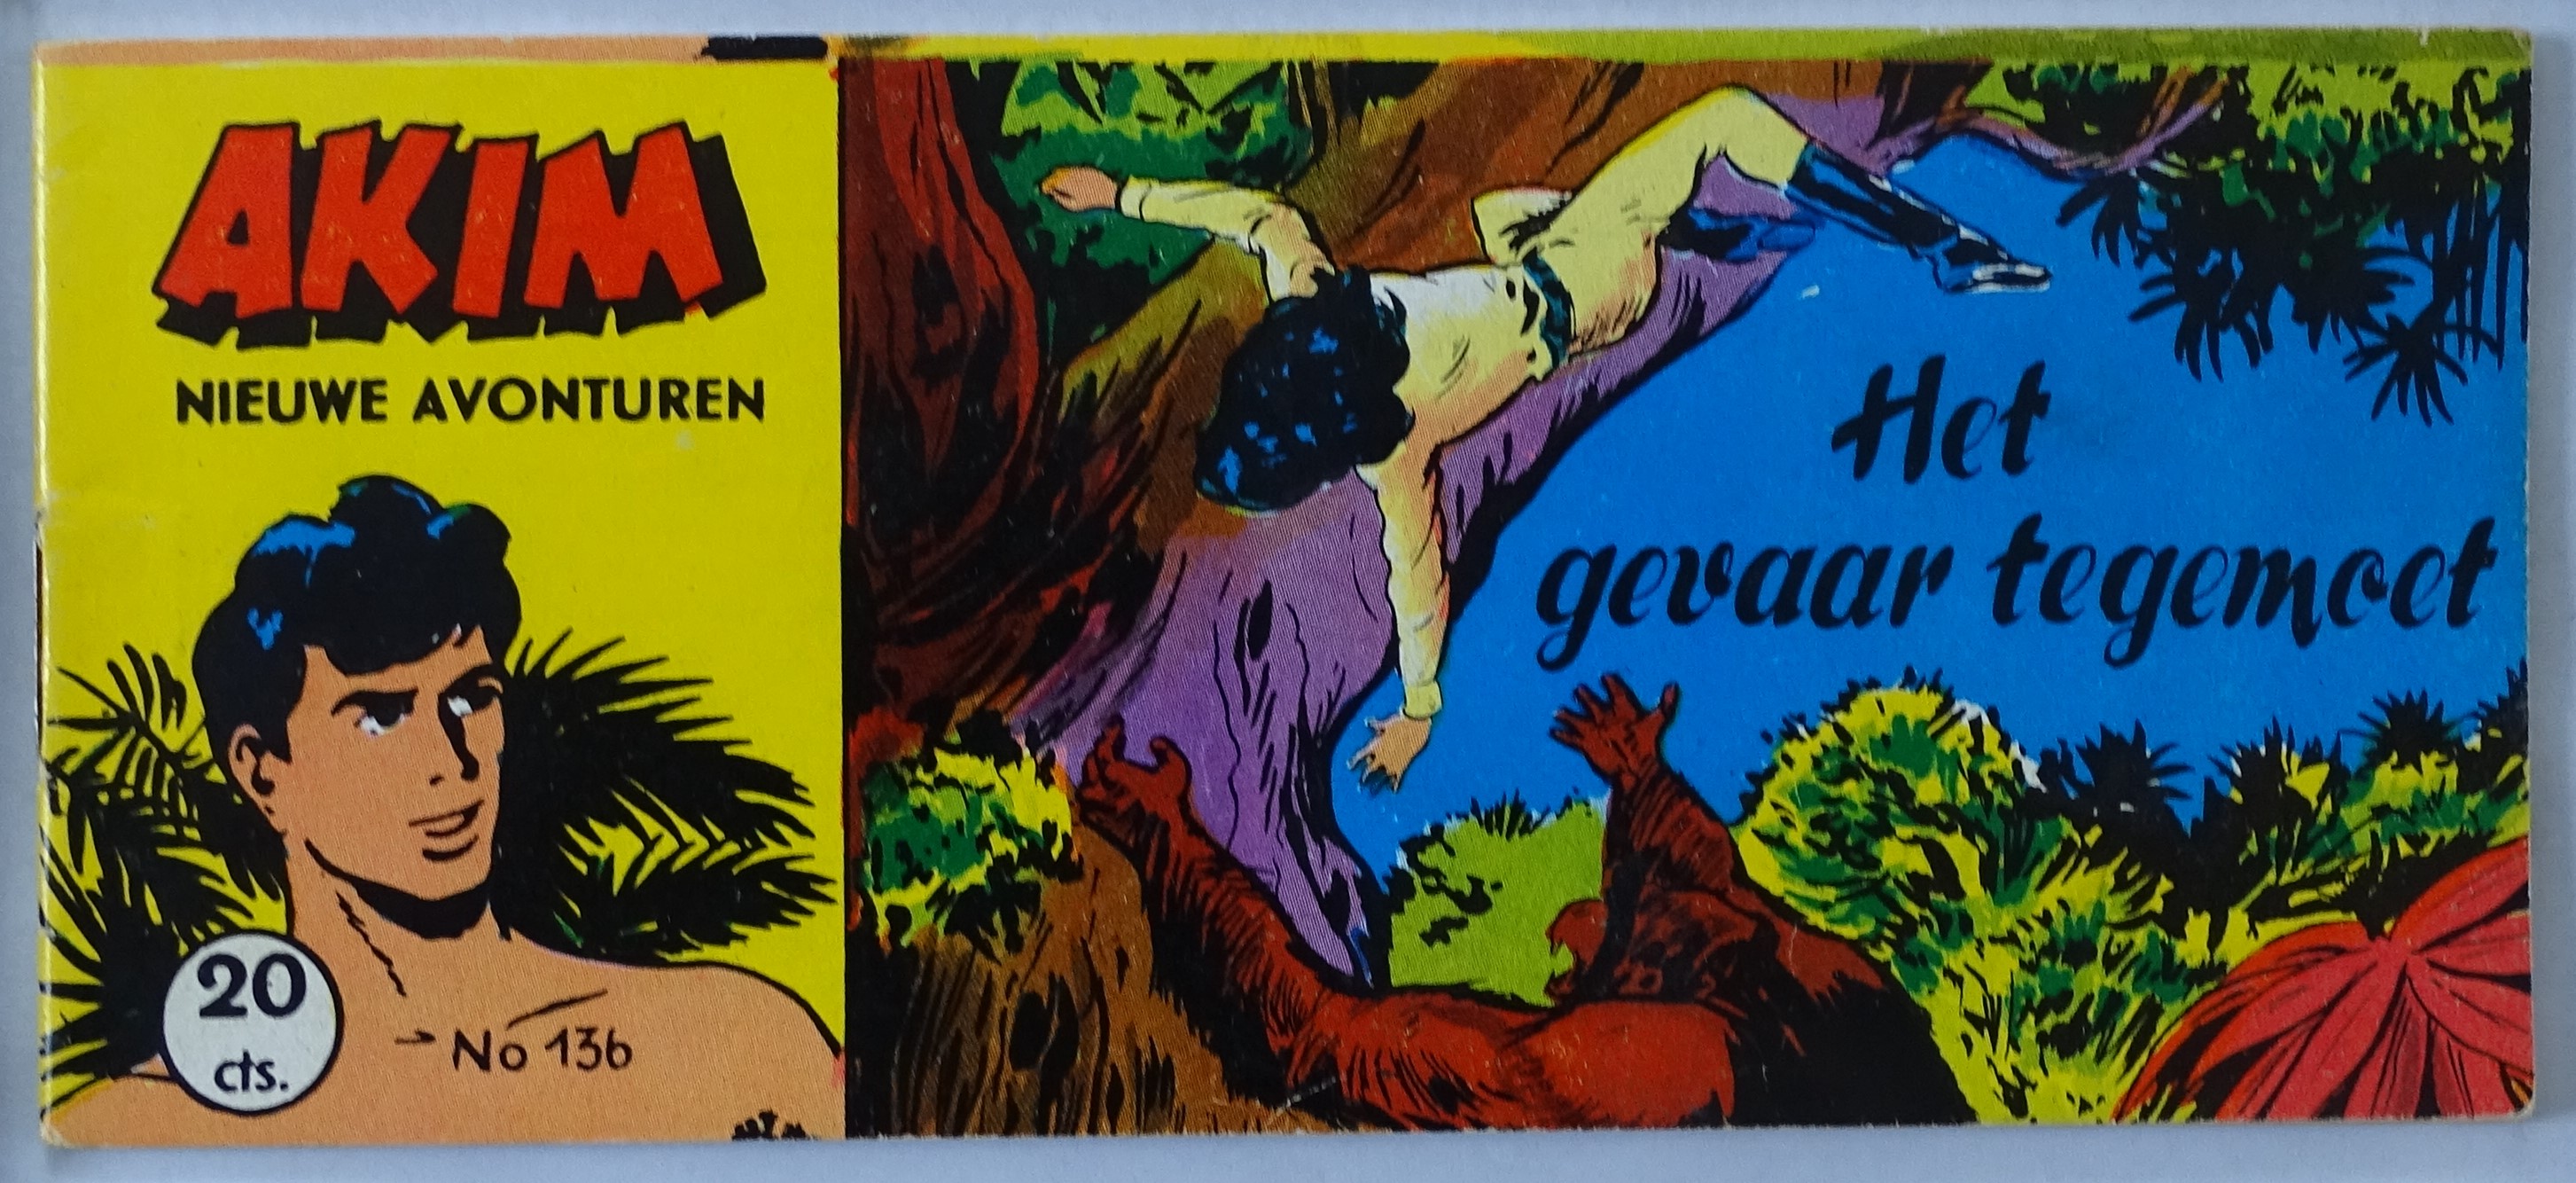 AKIM
NIEUWE AVONTUREN
20
cts.
No 136
Het
gevaar tegemoet